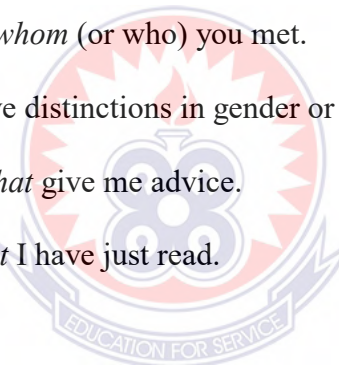 whom (or who) you met.
ve distinctions in gender or
hat give me advice.
t I have just read.
EDUCATION FOR SERVICE